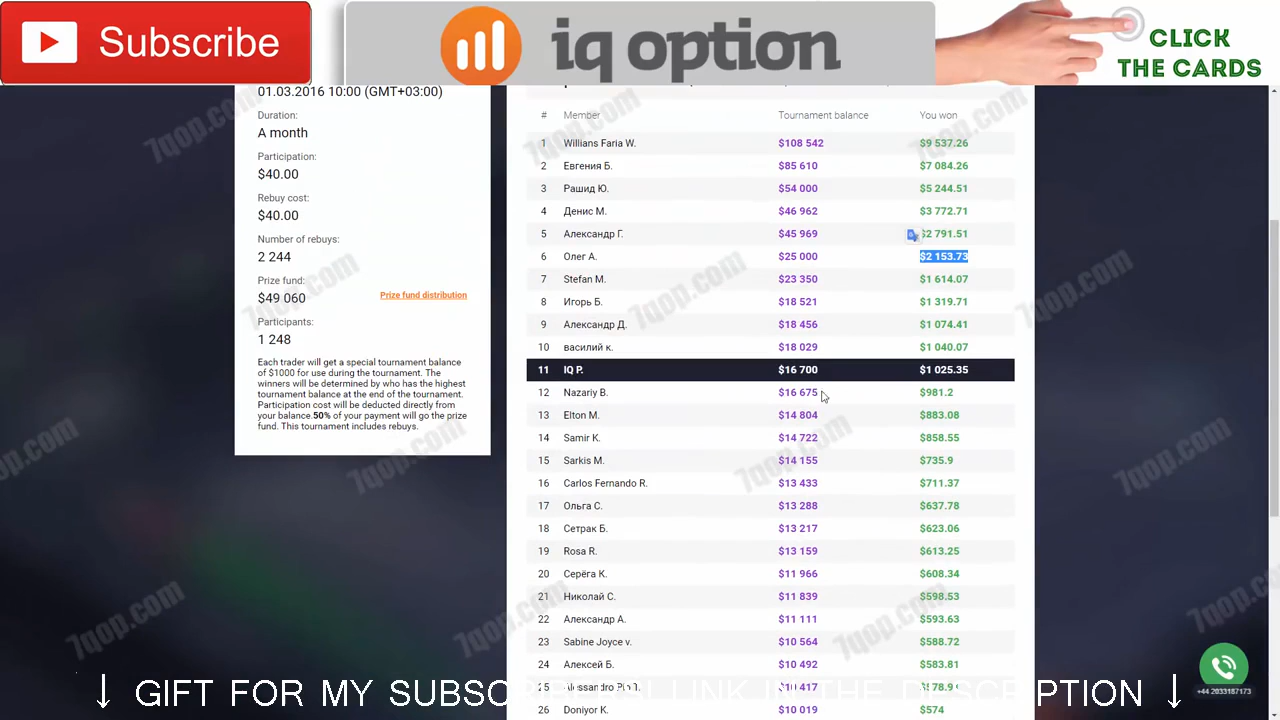 Subscribe
iq option
CLICK
THE CARDS
01.03.2016 10:00 (GMT+03:00)
Duration:
A month
Participation:
$40.00
Rebuy cost:
$40.00
Number of rebuys:
2 244
Prize fund:
$49 060 Prize fund distribution
Participants:
1 248
Each trader will get a special tournament balance
of $1000 for use during the tournament. The
winners will be determined by who has the highest
tournament balance at the end of the tournament.
Participation cost will be deducted directly from
your balance.50% of your payment will go the prize
fund. This tournament includes rebuys.
# Member Tournament balance You won
1 Willians Faria W. $108 542 $9 537.26
2 Евгения Б. $85 610 $7 084.26
3 Рашид Ю. $54 000 $5 244.51
4 Денис М. $46 962 $3 772.71
5 Александр Г. $45 969 $2 791.51
6 Олег А. $25 000 $2 153.73
7 Stefan M. $23 350 $1 614.07
8 Игорь Б. $18 521 $1 319.71
9 Александр Д. $18 456 $1 074.41
10 василий к. $18 029 $1 040.07
11 IQ P. $16 700 $1 025.35
12 Nazariy B. $16 675 $981.2
13 Elton M. $14 804 $883.08
14 Samir K. $14 722 $858.55
15 Sarkis M. $14 155 $735.9
16 Carlos Fernando R. $13 433 $711.37
17 Ольга С. $13 288 $637.78
18 Сетрак Б. $13 217 $623.06
19 Rosa R. $13 159 $613.25
20 Серёга К. $11 966 $608.34
21 Николай С. $11 839 $598.53
22 Александр А. $11 111 $593.63
23 Sabine Joyce v. $10 564 $588.72
24 Алексей Б. $10 492 $583.81
25 $10 417
26 Doniyor K. $10 019 $574
+44 2033187173
↓ GIFT FOR MY LINK IN THE DESCRIPTION ↓
7qop.com